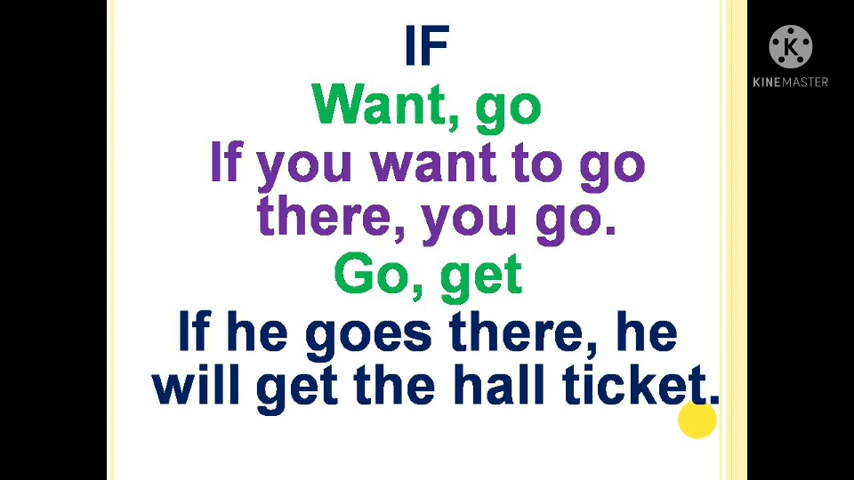 IF
Want, go
If you want to go
there, you go.
Go, get
If he goes there, he
will get the hall ticket.
K
KINEMASTER